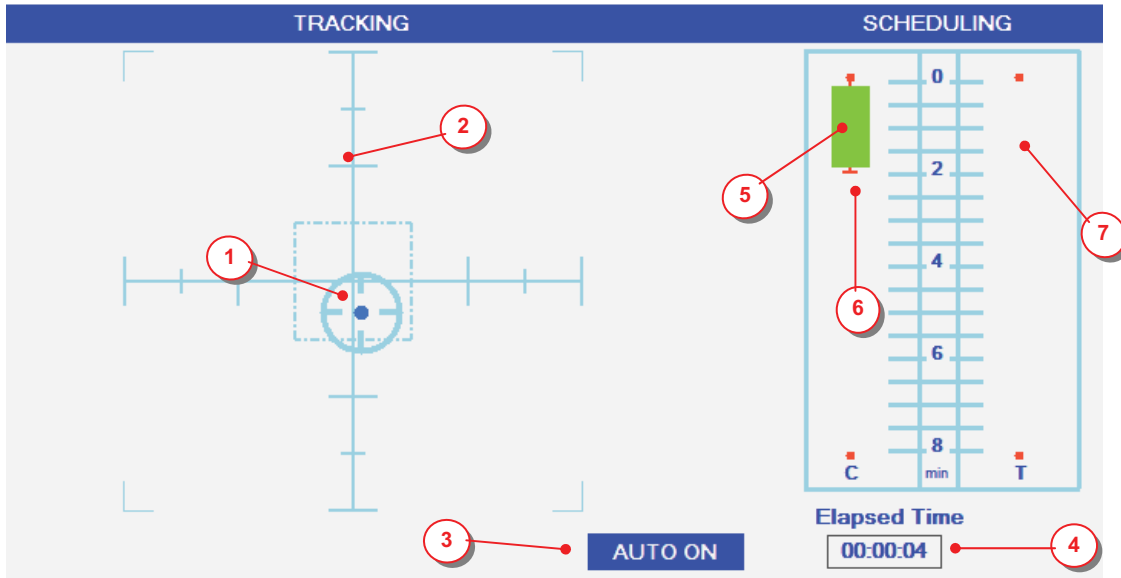 TRACKING
SCHEDULING
0
2
2
5
1
7
4
6
6
8
C
min
T
Elapsed Time
3
AUTO ON
00:00:04
4